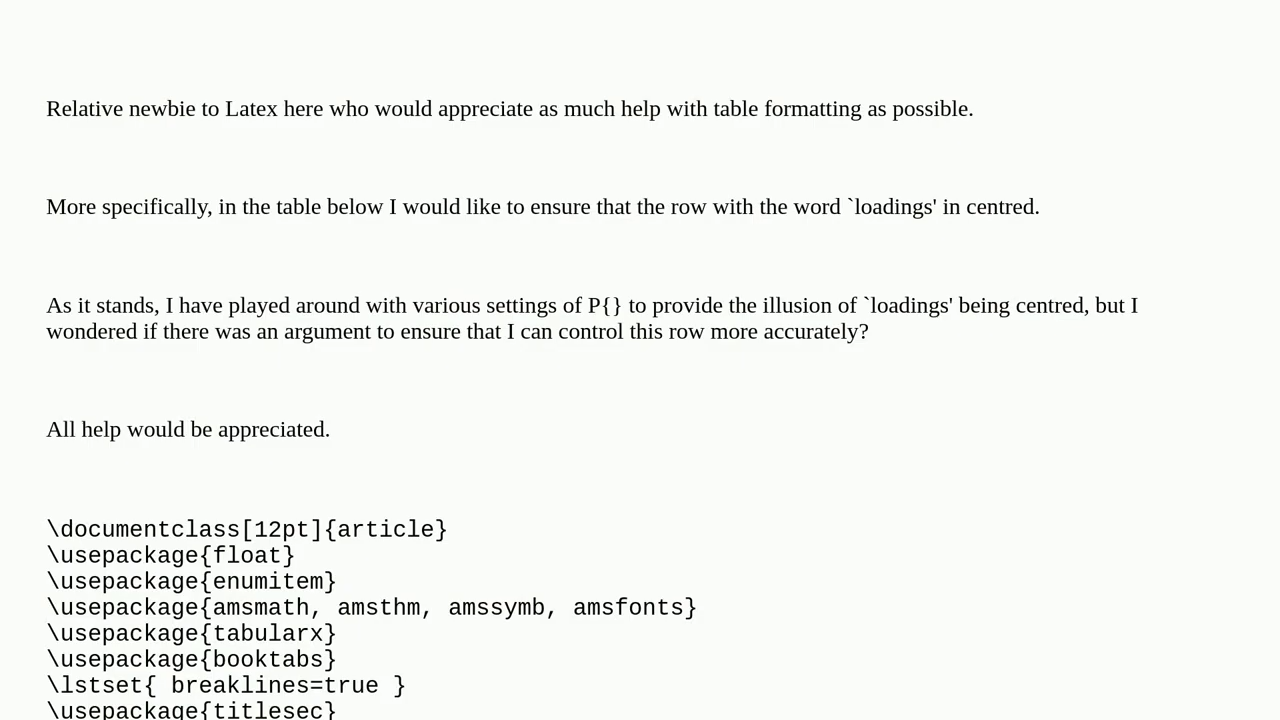 Relative newbie to Latex here who would appreciate as much help with table formatting as possible.
More specifically, in the table below I would like to ensure that the row with the word `loadings' in centred.
As it stands, I have played around with various settings of P{} to provide the illusion of `loadings' being centred, but I
wondered if there was an argument to ensure that I can control this row more accurately?
All help would be appreciated.
\documentclass[12pt]{article}
\usepackage{float}
\usepackage{enumitem}
\usepackage{amsmath, amsthm, amssymb, amsfonts}
\usepackage{tabularx}
\usepackage{booktabs}
\lstset{ breaklines=true }
\usepackage{titlesec}